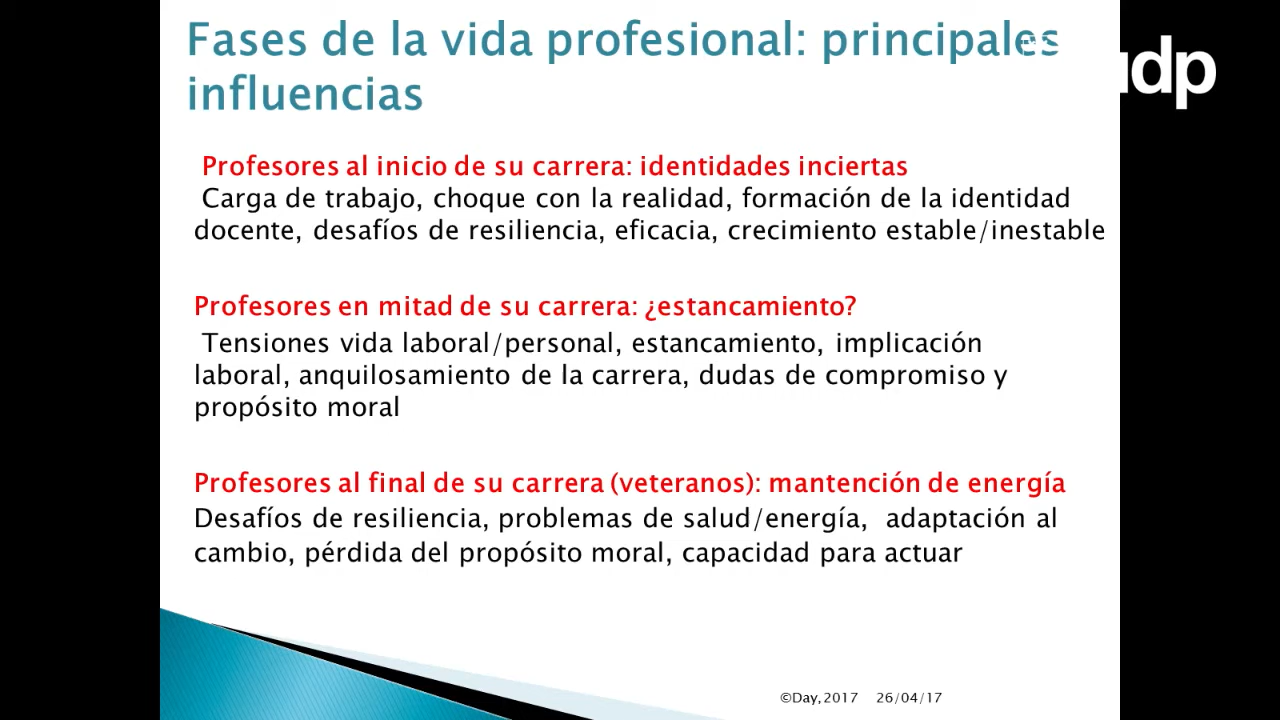 Fases de la vida profesional: principales
influencias
udp
Profesores al inicio de su carrera: identidades inciertas
Carga de trabajo, choque con la realidad, formación de la identidad
docente, desafíos de resiliencia, eficacia, crecimiento estable/inestable
Profesores en mitad de su carrera: ¿estancamiento?
Tensiones vida laboral/personal, estancamiento, implicación
laboral, anquilosamiento de la carrera, dudas de compromiso y
propósito moral
Profesores al final de su carrera (veteranos): mantención de energía
Desafíos de resiliencia, problemas de salud/energía, adaptación al
cambio, pérdida del propósito moral, capacidad para actuar
©Day, 2017 26/04/17